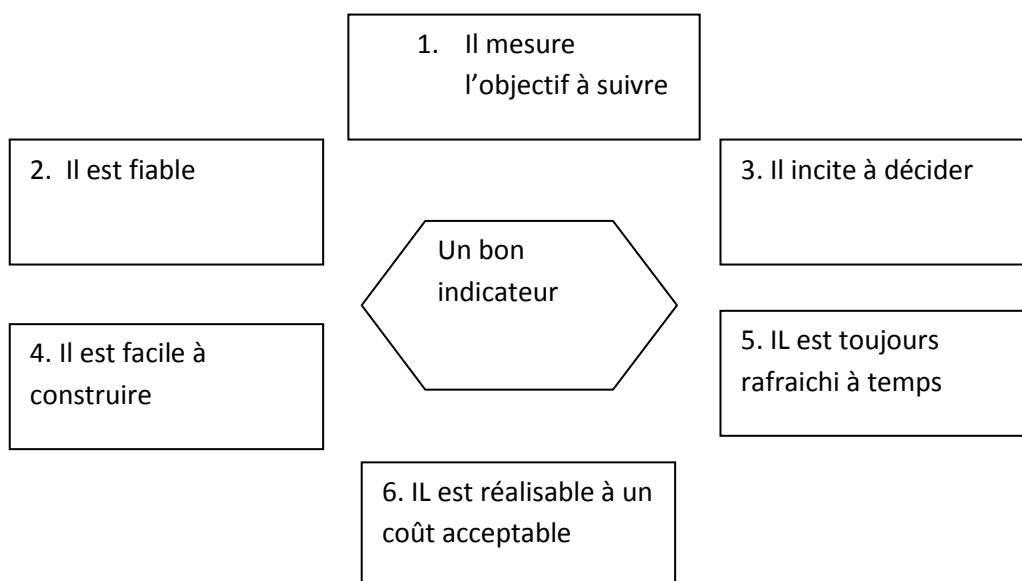 1. Il mesure
l’objectif à suivre
2. Il est fiable
3. Il incite à décider
Un bon
indicateur
4. Il est facile à
construire
5. IL est toujours
rafraichi à temps
6. IL est réalisable à un
coût acceptable